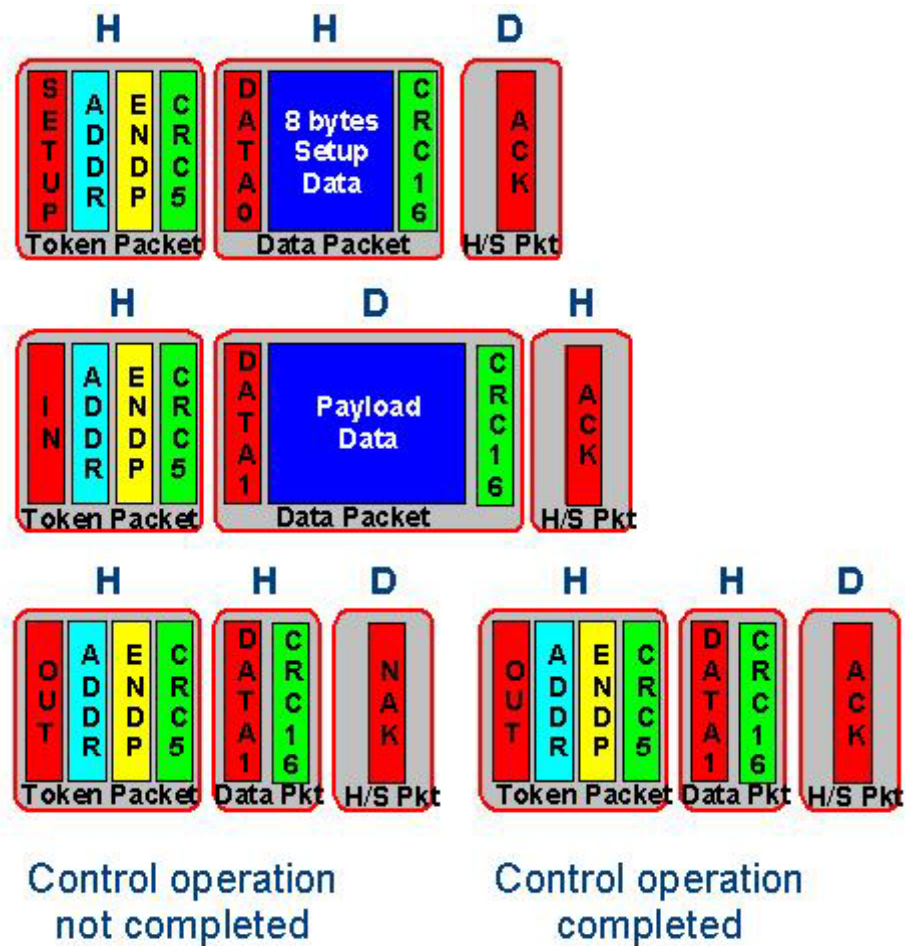 H H D
SETUP ADDR ENDP CRC5 DATA0 8 bytes Setup Data CRC16 ACK
Token Packet Data Packet H/S Pkt
H D H
IN ADDR ENDP CRC5 DATA1 Payload Data CRC16 ACK
Token Packet Data Packet H/S Pkt
H H D H H D
OUT ADDR ENDP CRC5 DATA1 CRC16 NAK OUT ADDR ENDP CRC5 DATA1 CRC16 ACK
Token Packet Data Pkt H/S Pkt Token Packet Data Pkt H/S Pkt
Control operation Control operation
not completed completed